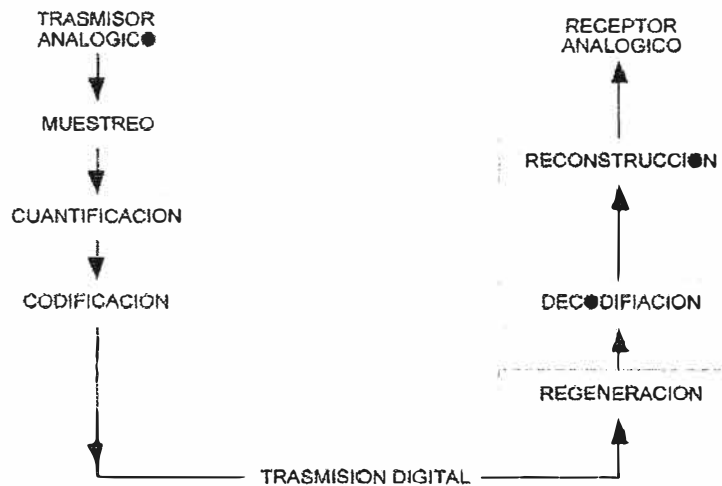 TRASMISOR
ANALOGICO
MUESTREO
CUANTIFICACION
CODIFICACION
TRASMISION DIGITAL
REGENERACION
DECODIFIACION
RECONSTRUCCION
RECEPTOR
ANALOGICO